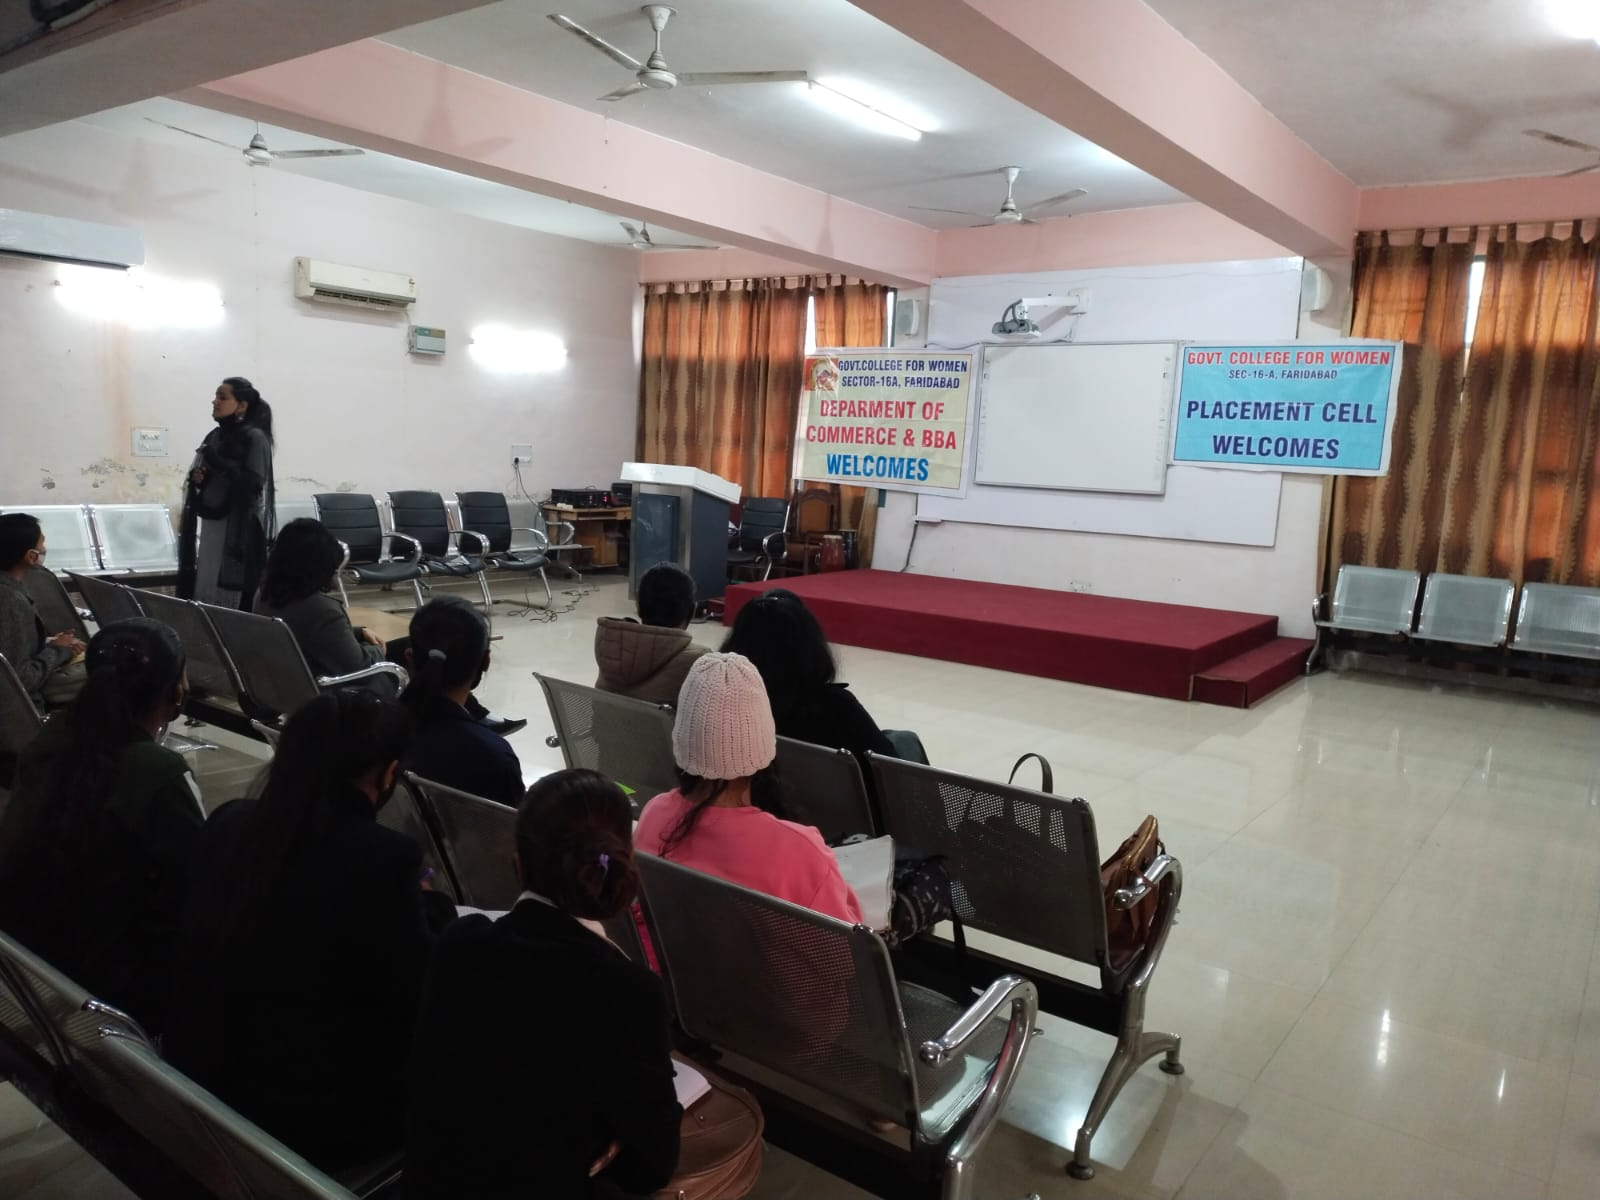 GOVT.COLLEGE FOR WOMEN
SECTOR-16A, FARIDABAD
DEPARMENT OF
COMMERCE & BBA
WELCOMES
GOVT. COLLEGE FOR WOMEN
SEC-16-A, FARIDABAD
PLACEMENT CELL
WELCOMES